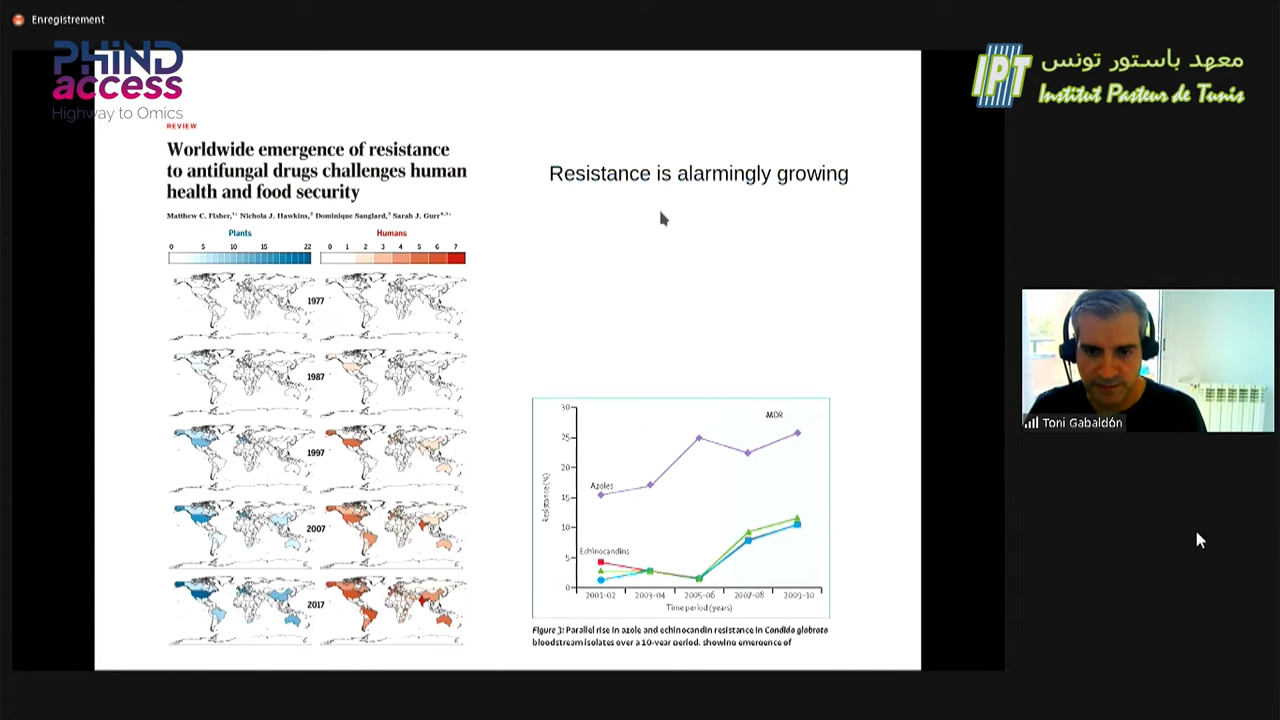 Enregistrement
PHIND
access
Highway to Omics
معهد باستور تونس
IPT
Institut Pasteur de Tunis
REVIEW
Worldwide emergence of resistance
to antifungal drugs challenges human
health and food security
Matthew C. Fisher, Nichola J. Hawkins, Dominique Sanglard, Sarah J. Gurr
Resistance is alarmingly growing
Plants
Humans
0 5 10 15 22
0 1 2 3 4 5 6 7
1977
1987
1997
2007
2017
MDR
30
25
20
15
10
5
0
Resistance (%)
Azoles
Echinocandins
2001-02 2003-04 2005-06 2007-08 2009-10
Time period (years)
Figure 3: Parallel rise in azole and echinocandin resistance in Candida glabrata
bloodstream isolates over a 10-year period, showing emergence of
Toni Gabaldón